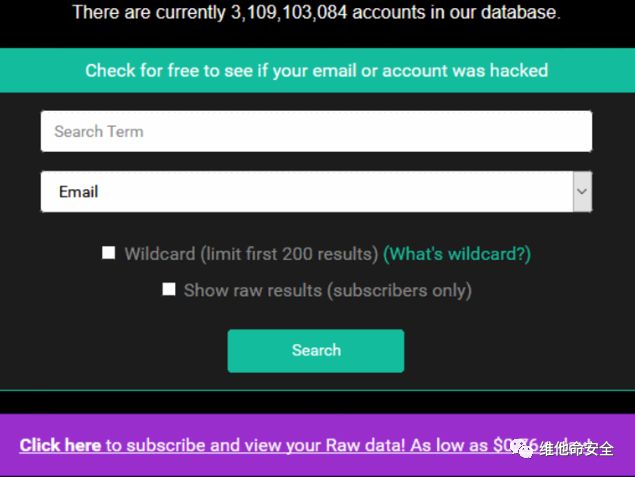 There are currently 3,109,103,084 accounts in our database.
Check for free to see if your email or account was hacked
Search Term
Email
Wildcard (limit first 200 results) (What's wildcard?)
Show raw results (subscribers only)
Search
Click here to subscribe and view your Raw data! As low as
维他命安全